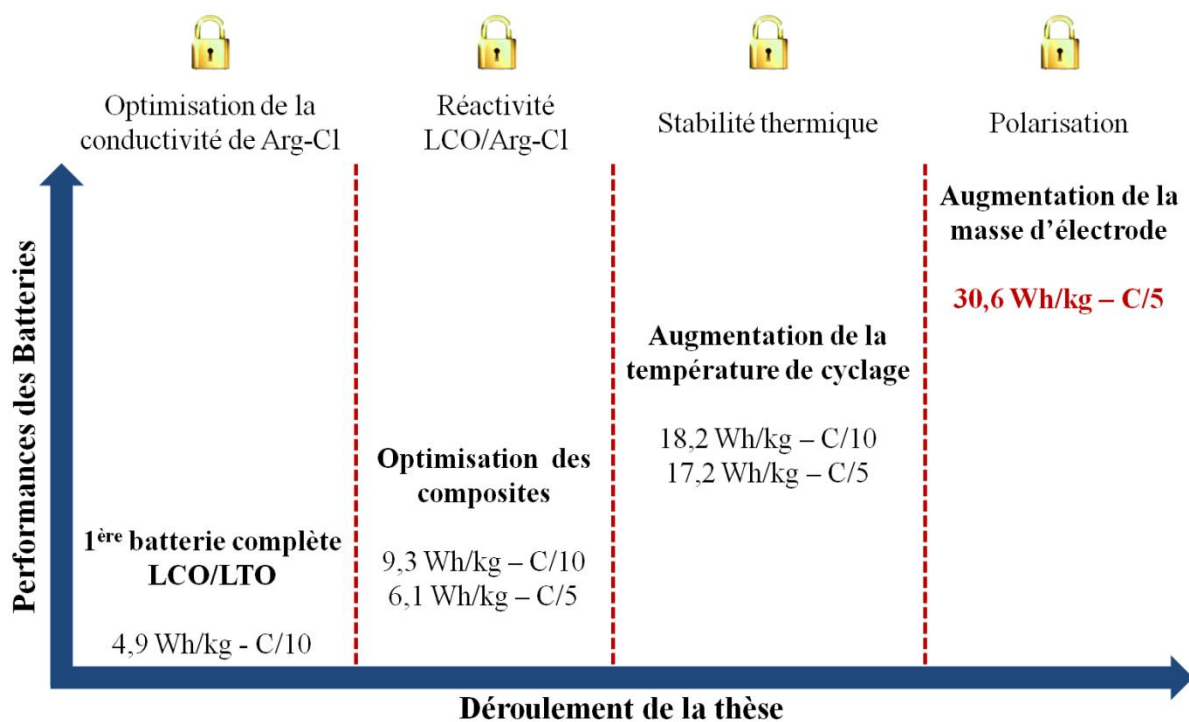 Optimisation de la
conductivité de Arg-Cl
Réactivité
LCO/Arg-Cl
Stabilité thermique
Polarisation
Performances des Batteries
1ère batterie complète
LCO/LTO
4,9 Wh/kg - C/10
Optimisation des
composites
9,3 Wh/kg – C/10
6,1 Wh/kg – C/5
Augmentation de la
température de cyclage
18,2 Wh/kg – C/10
17,2 Wh/kg – C/5
Augmentation de la
masse d'électrode
30,6 Wh/kg – C/5
Déroulement de la thèse